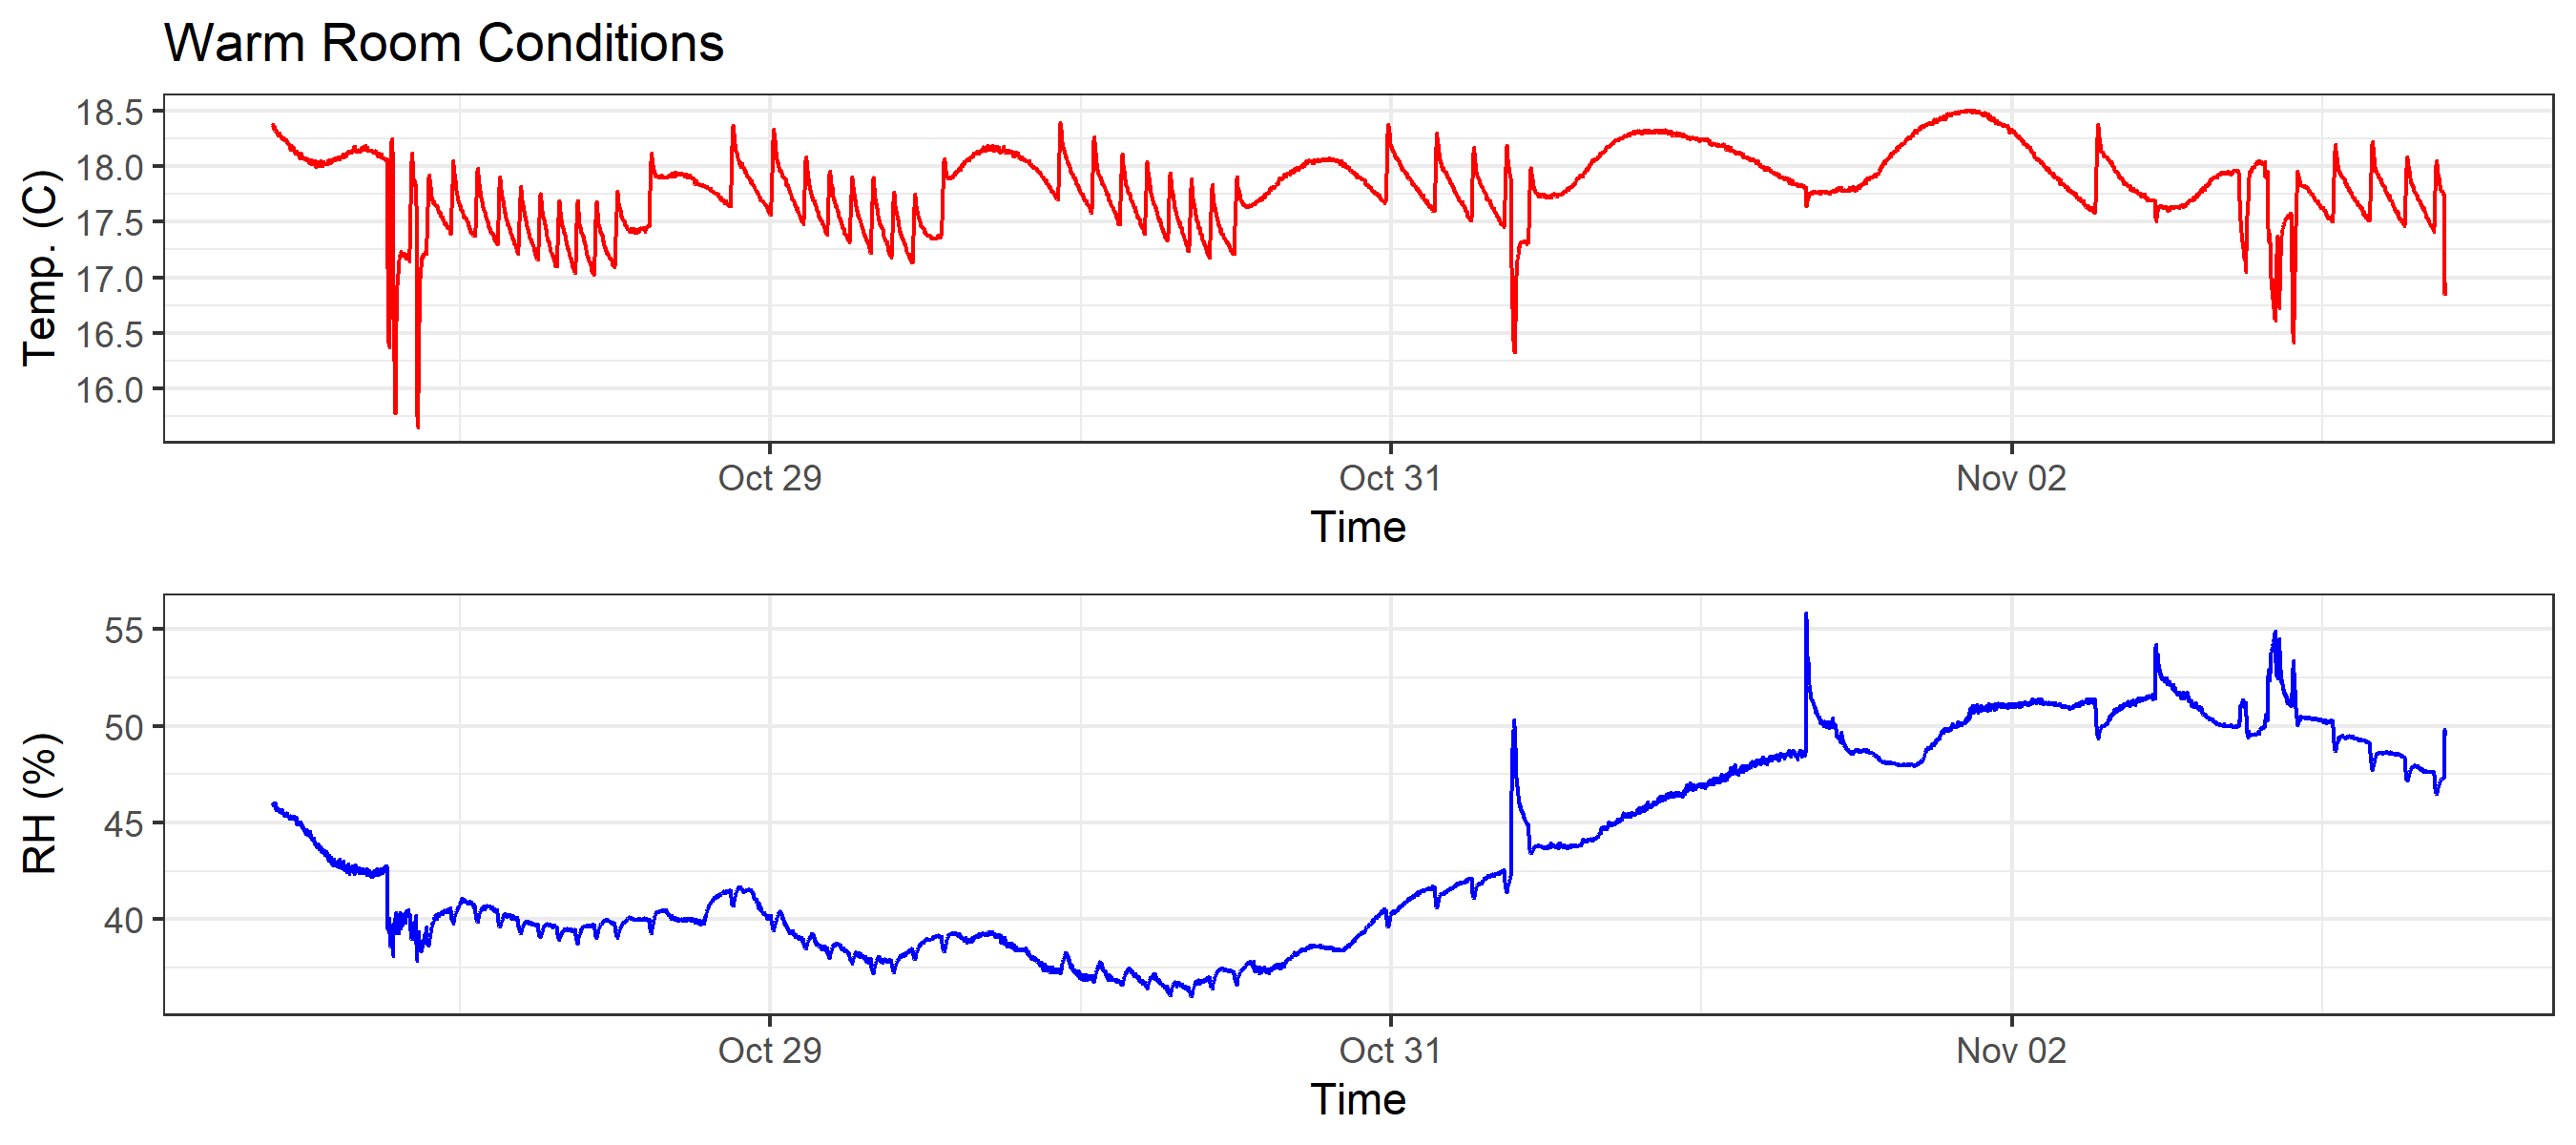 Warm Room Conditions
Temp. (C)
18.5
18.0
17.5
17.0
16.5
16.0
Oct 29 Oct 31 Nov 02
Time
RH (%)
55
50
45
40
Oct 29 Oct 31 Nov 02
Time